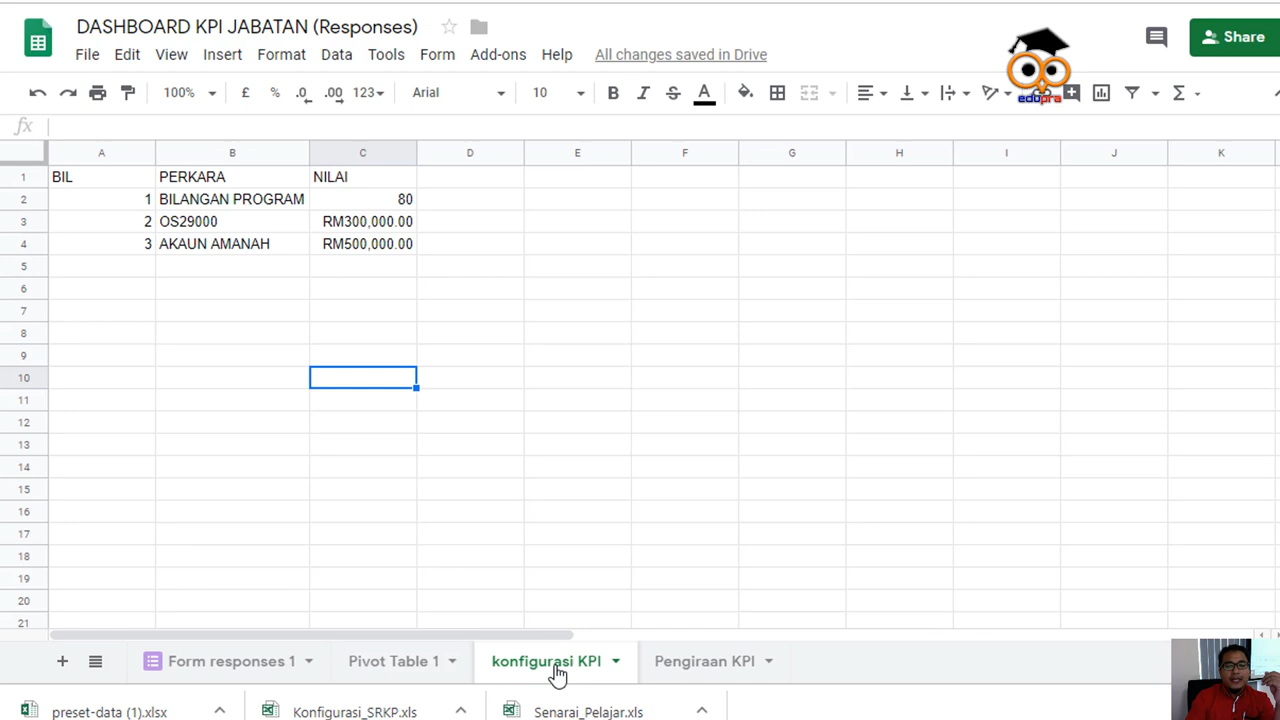 DASHBOARD KPI JABATAN (Responses)
File Edit View Insert Format Data Tools Form Add-ons Help All changes saved in Drive
Share
edupra
100% £ % .0 .00 123 Arial 10 B I S A Σ
fx
A B C D E F G H I J K
1 BIL PERKARA NILAI
2 1 BILANGAN PROGRAM 80
3 2 OS29000 RM300,000.00
4 3 AKAUN AMANAH RM500,000.00
5
6
7
8
9
10
11
12
13
14
15
16
17
18
19
20
21
+ Form responses 1 Pivot Table 1 konfigurasi KPI Pengiraan KPI
preset-data (1).xlsx Konfigurasi_SRKP.xls Senarai_Pelajar.xls